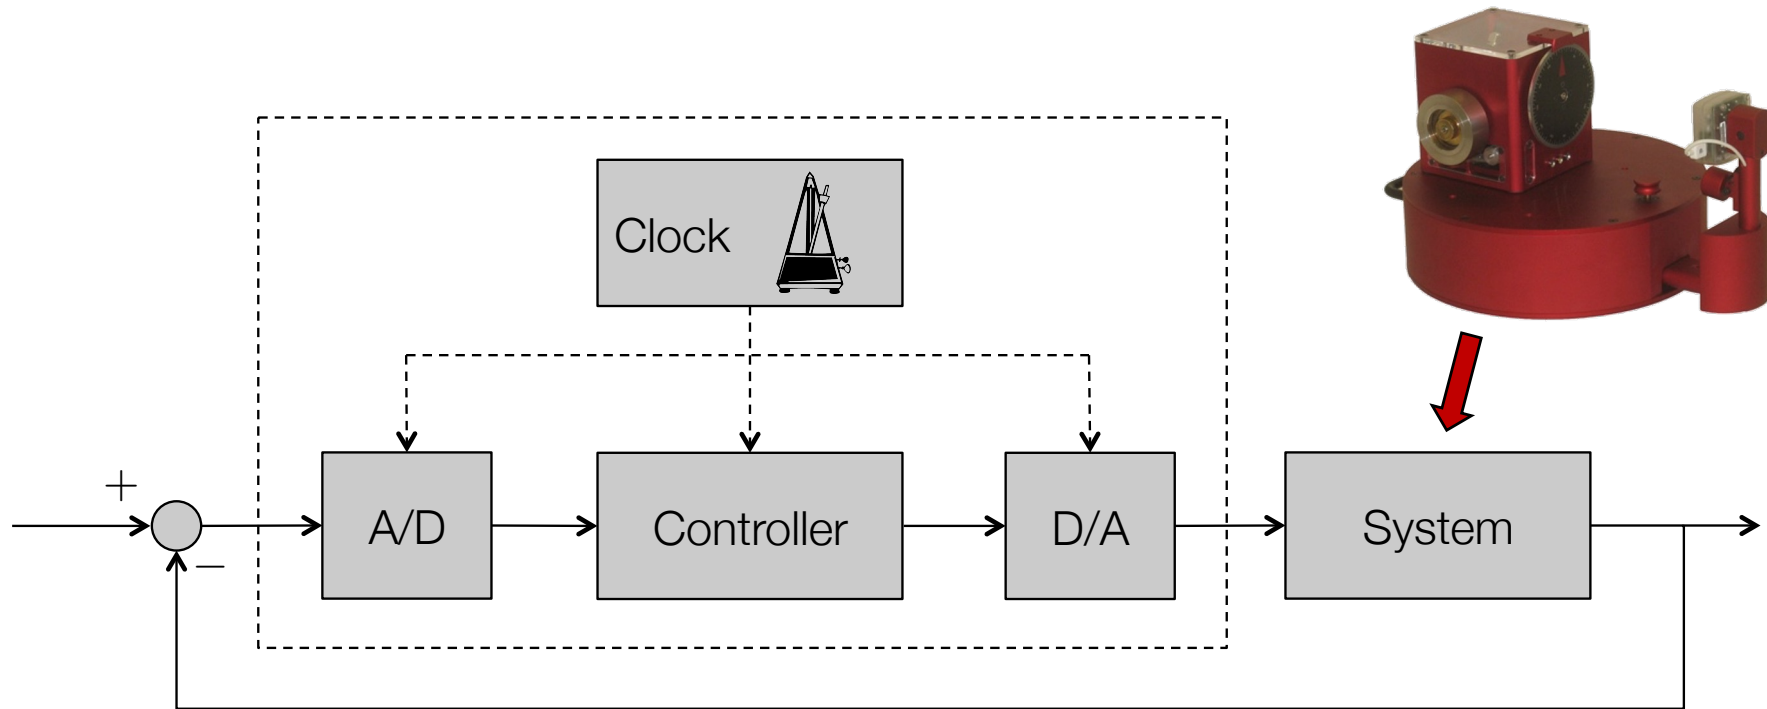 Clock
+
A/D
Controller
D/A
System
−